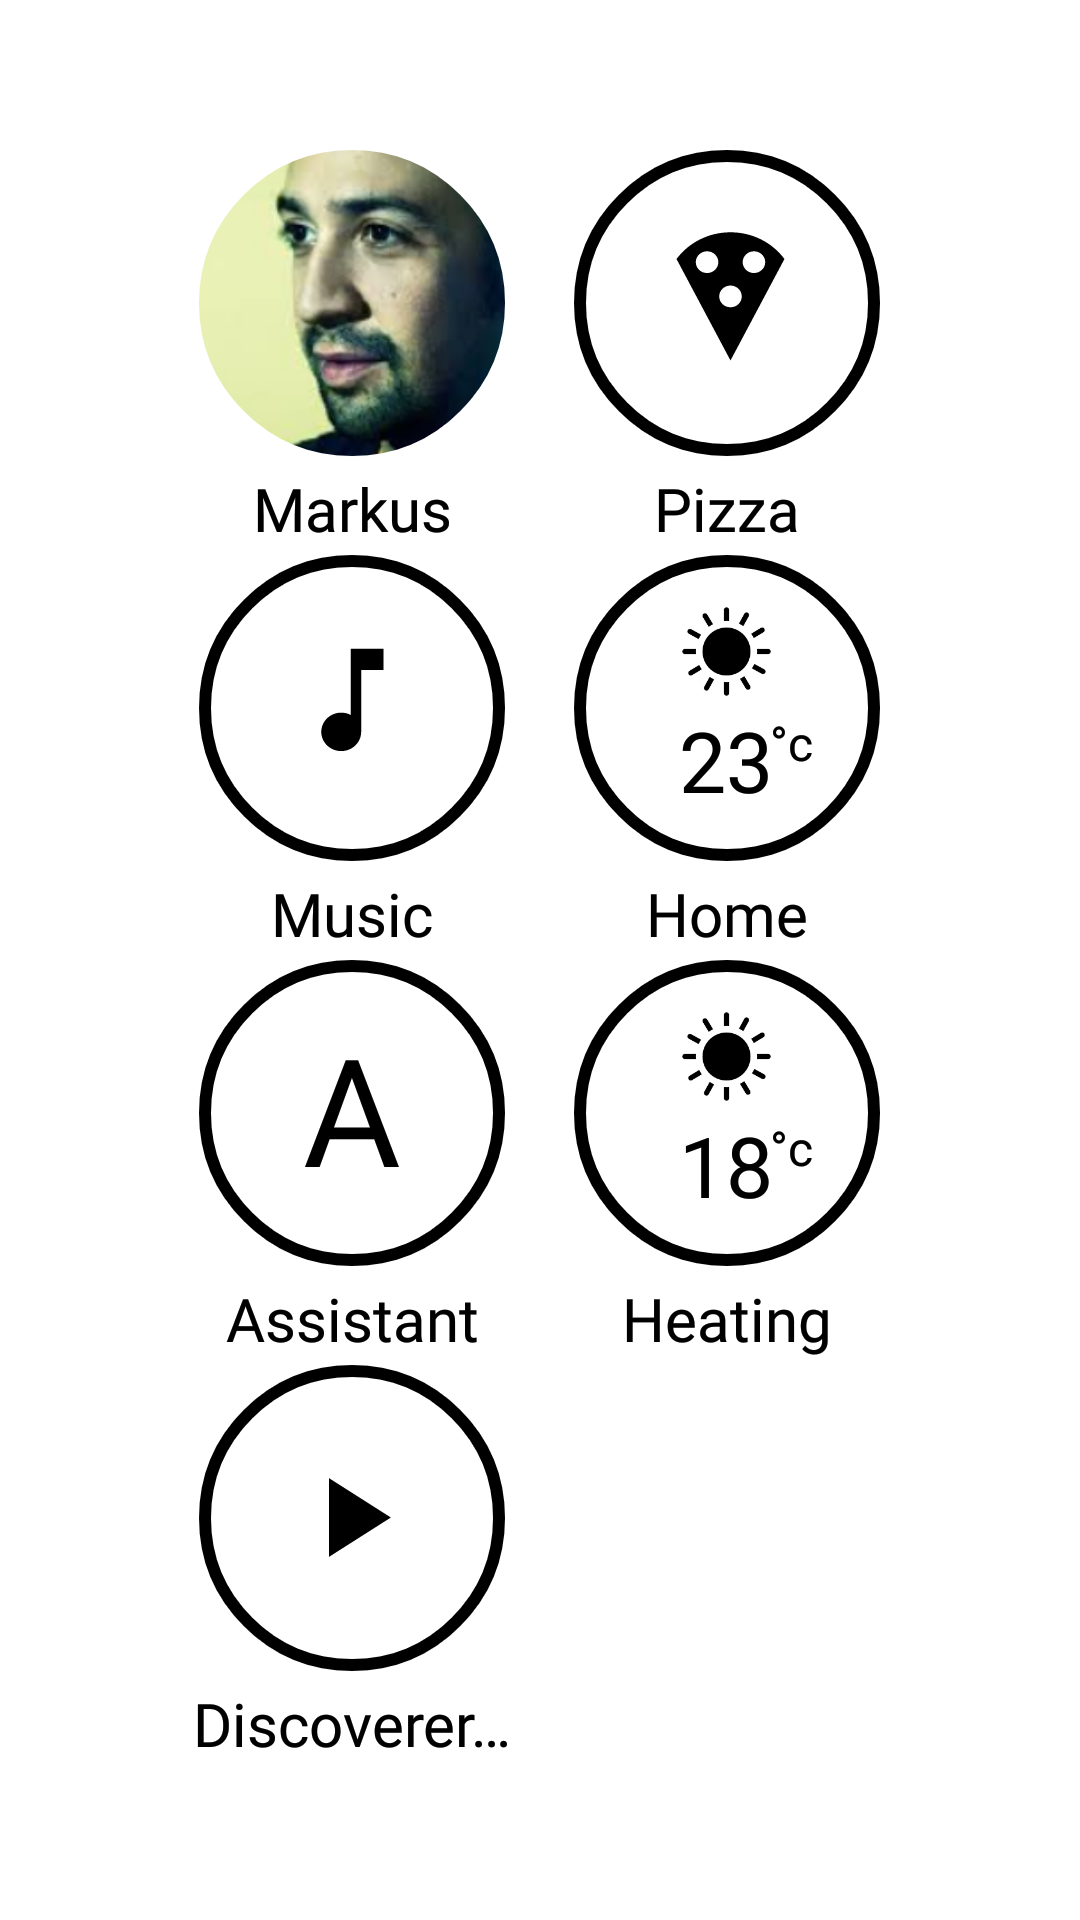 Markus
Pizza
23°C
Music
Home
A
18°C
Assistant
Heating
Discoverer…